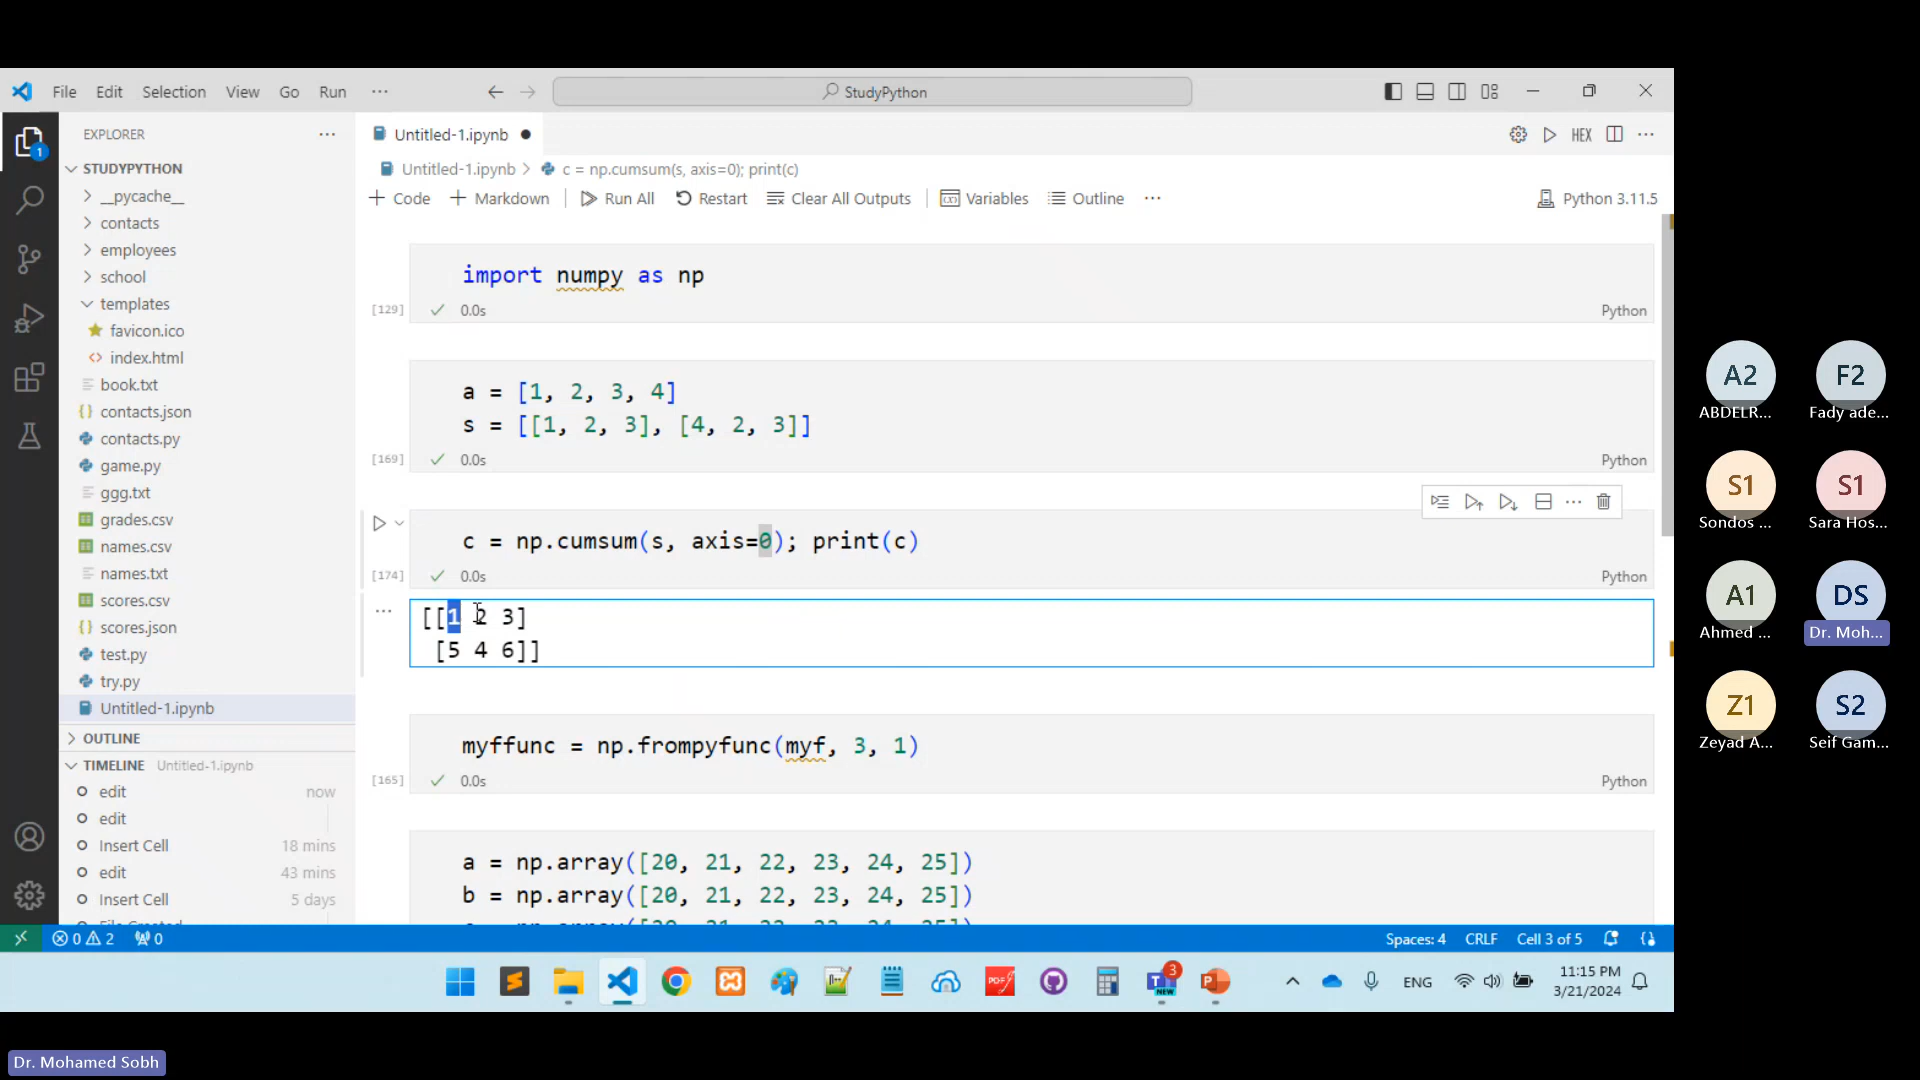 File Edit Selection View Go Run ···
StudyPython
EXPLORER ···
STUDYPYTHON
__pycache__
contacts
employees
school
templates
favicon.ico
index.html
book.txt
contacts.json
contacts.py
game.py
ggg.txt
grades.csv
names.csv
names.txt
scores.csv
scores.json
test.py
try.py
Untitled-1.ipynb
OUTLINE
TIMELINE Untitled-1.ipynb
edit now
edit
Insert Cell 18 mins
edit 43 mins
Insert Cell 5 days
Untitled-1.ipynb
HEX
Untitled-1.ipynb > c = np.cumsum(s, axis=0); print(c)
+ Code + Markdown Run All Restart Clear All Outputs Variables Outline ··· Python 3.11.5
import numpy as np
[129] 0.0s Python
a = [1, 2, 3, 4]
s = [[1, 2, 3], [4, 2, 3]]
[169] 0.0s Python
c = np.cumsum(s, axis=0); print(c)
[174] 0.0s Python
[[1 2 3]
[5 4 6]]
myffunc = np.frompyfunc(myf, 3, 1)
[165] 0.0s Python
a = np.array([20, 21, 22, 23, 24, 25])
b = np.array([20, 21, 22, 23, 24, 25])
0 2 0
Spaces: 4 CRLF Cell 3 of 5
1
3
NEW
PDF
ENG
11:15 PM
3/21/2024
A2 F2
ABDELR... Fady ade...
S1 S1
Sondos ... Sara Hos...
A1 DS
Ahmed ... Dr. Moh...
Z1 S2
Zeyad A... Seif Gam...
Dr. Mohamed Sobh